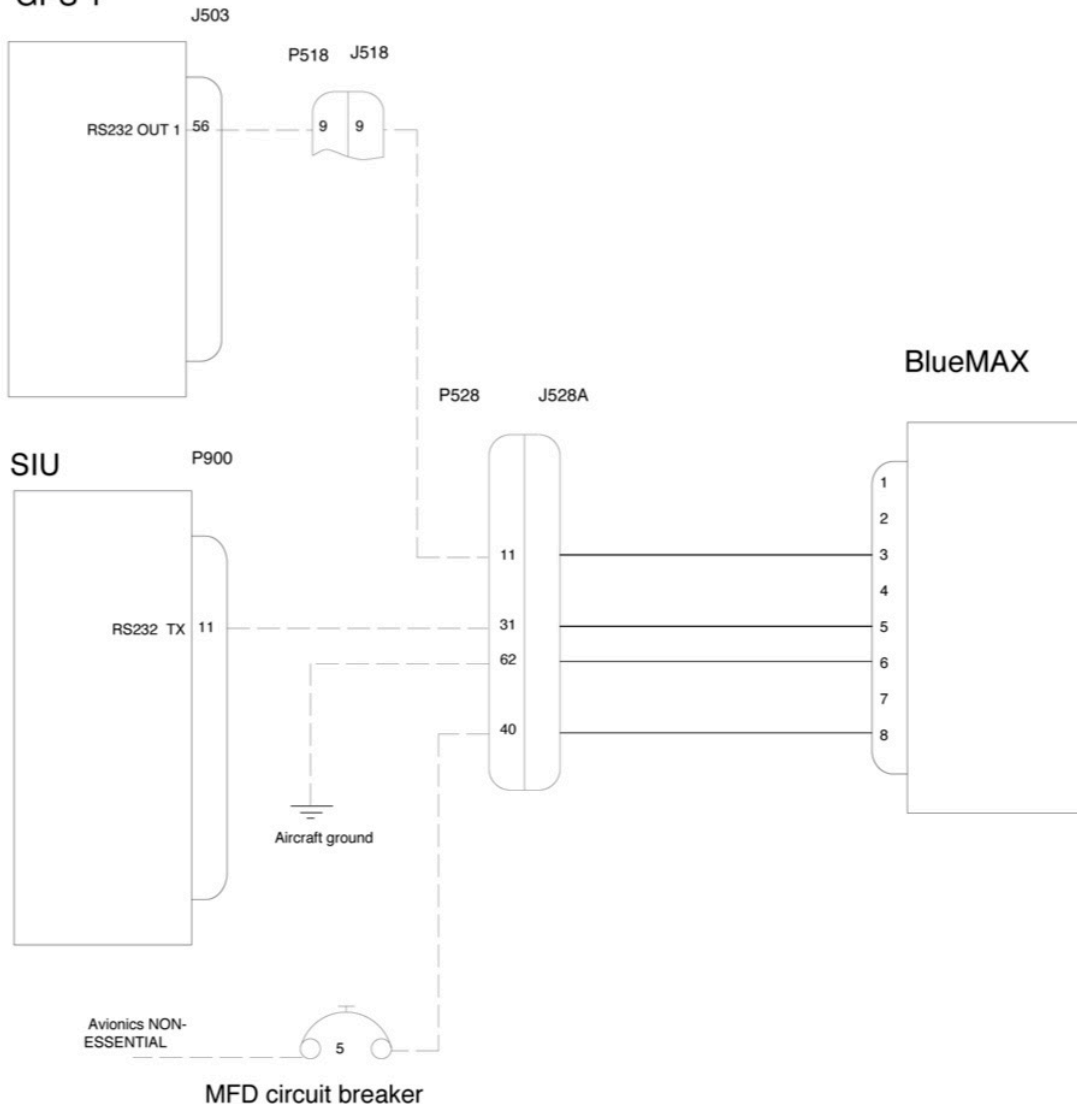 J503
P518 J518
RS232 OUT 1 56 9 9
BlueMAX
P528 J528A
SIU P900
1
2
11 3
4
RS232 TX 11 31 5
62 6
7
40 8
Aircraft ground
Avionics NON-
ESSENTIAL
5
MFD circuit breaker